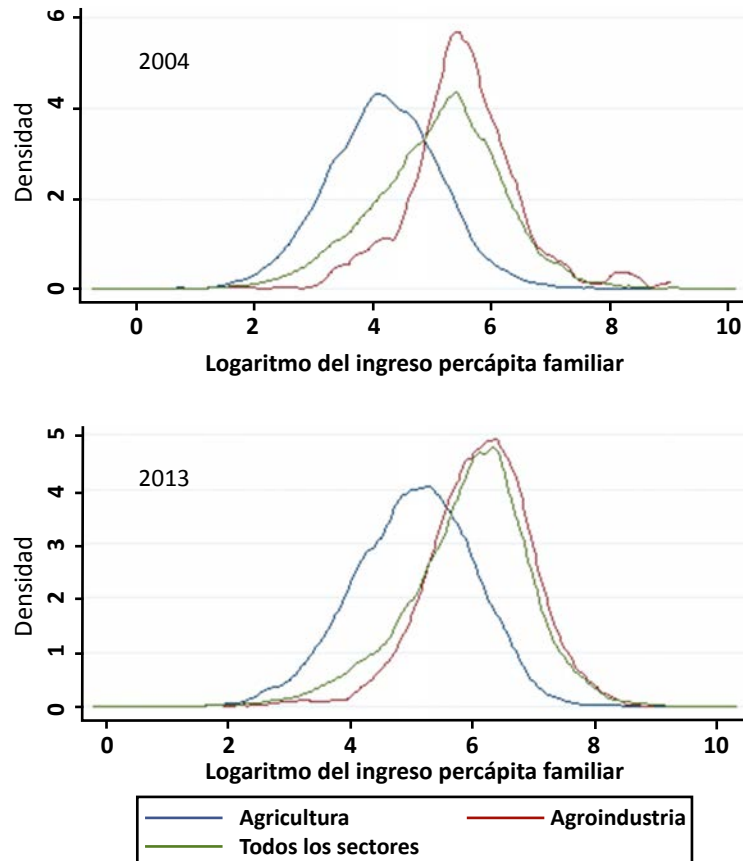 6
4
2
0
Densidad
2004
0 2 4 6 8 10
Logaritmo del ingreso percápita familiar
5
4
3
2
1
0
Densidad
2013
0 2 4 6 8 10
Logaritmo del ingreso percápita familiar
Agricultura Agroindustria
Todos los sectores